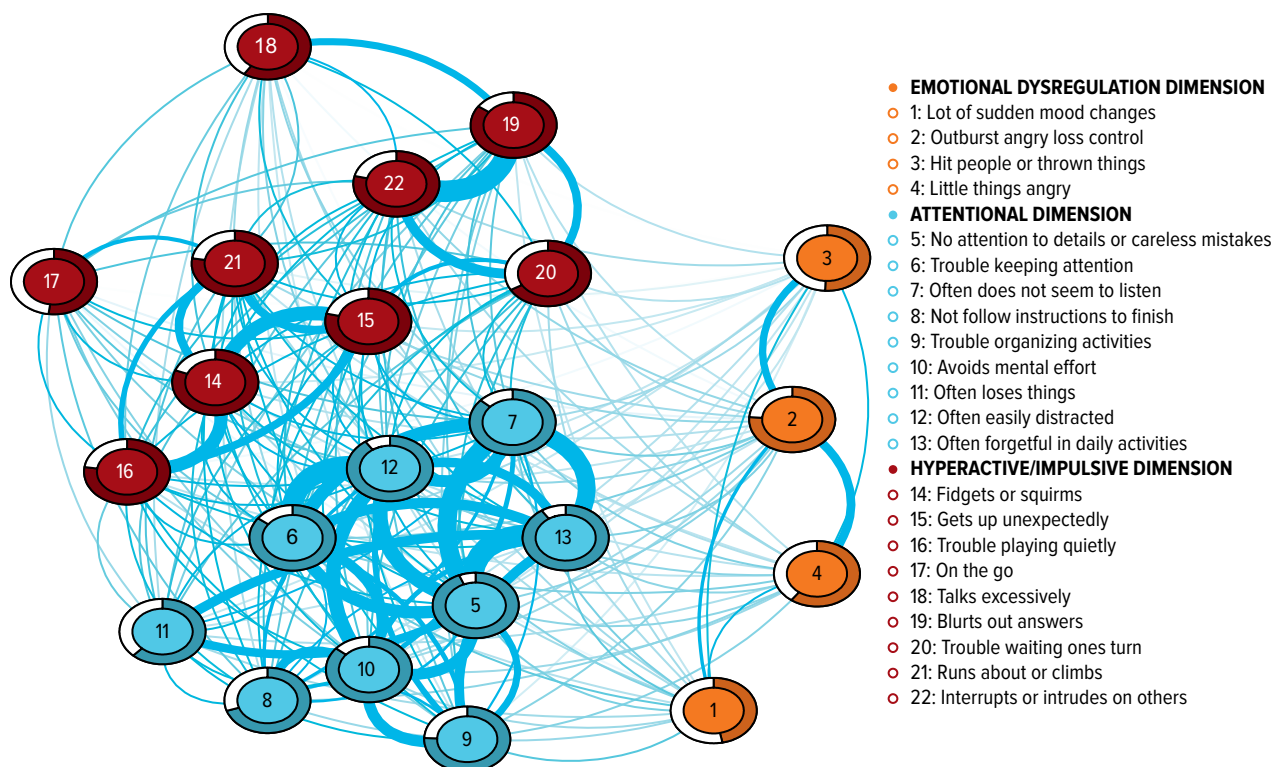 18
19
22
21
17
20
3
15
14
2
7
12
16
6
13
4
5
11
10
8
1
9
EMOTIONAL DYSREGULATION DIMENSION
1: Lot of sudden mood changes
2: Outburst angry loss control
3: Hit people or thrown things
4: Little things angry
ATTENTIONAL DIMENSION
5: No attention to details or careless mistakes
6: Trouble keeping attention
7: Often does not seem to listen
8: Not follow instructions to finish
9: Trouble organizing activities
10: Avoids mental effort
11: Often loses things
12: Often easily distracted
13: Often forgetful in daily activities
HYPERACTIVE/IMPULSIVE DIMENSION
14: Fidgets or squirms
15: Gets up unexpectedly
16: Trouble playing quietly
17: On the go
18: Talks excessively
19: Blurts out answers
20: Trouble waiting ones turn
21: Runs about or climbs
22: Interrupts or intrudes on others